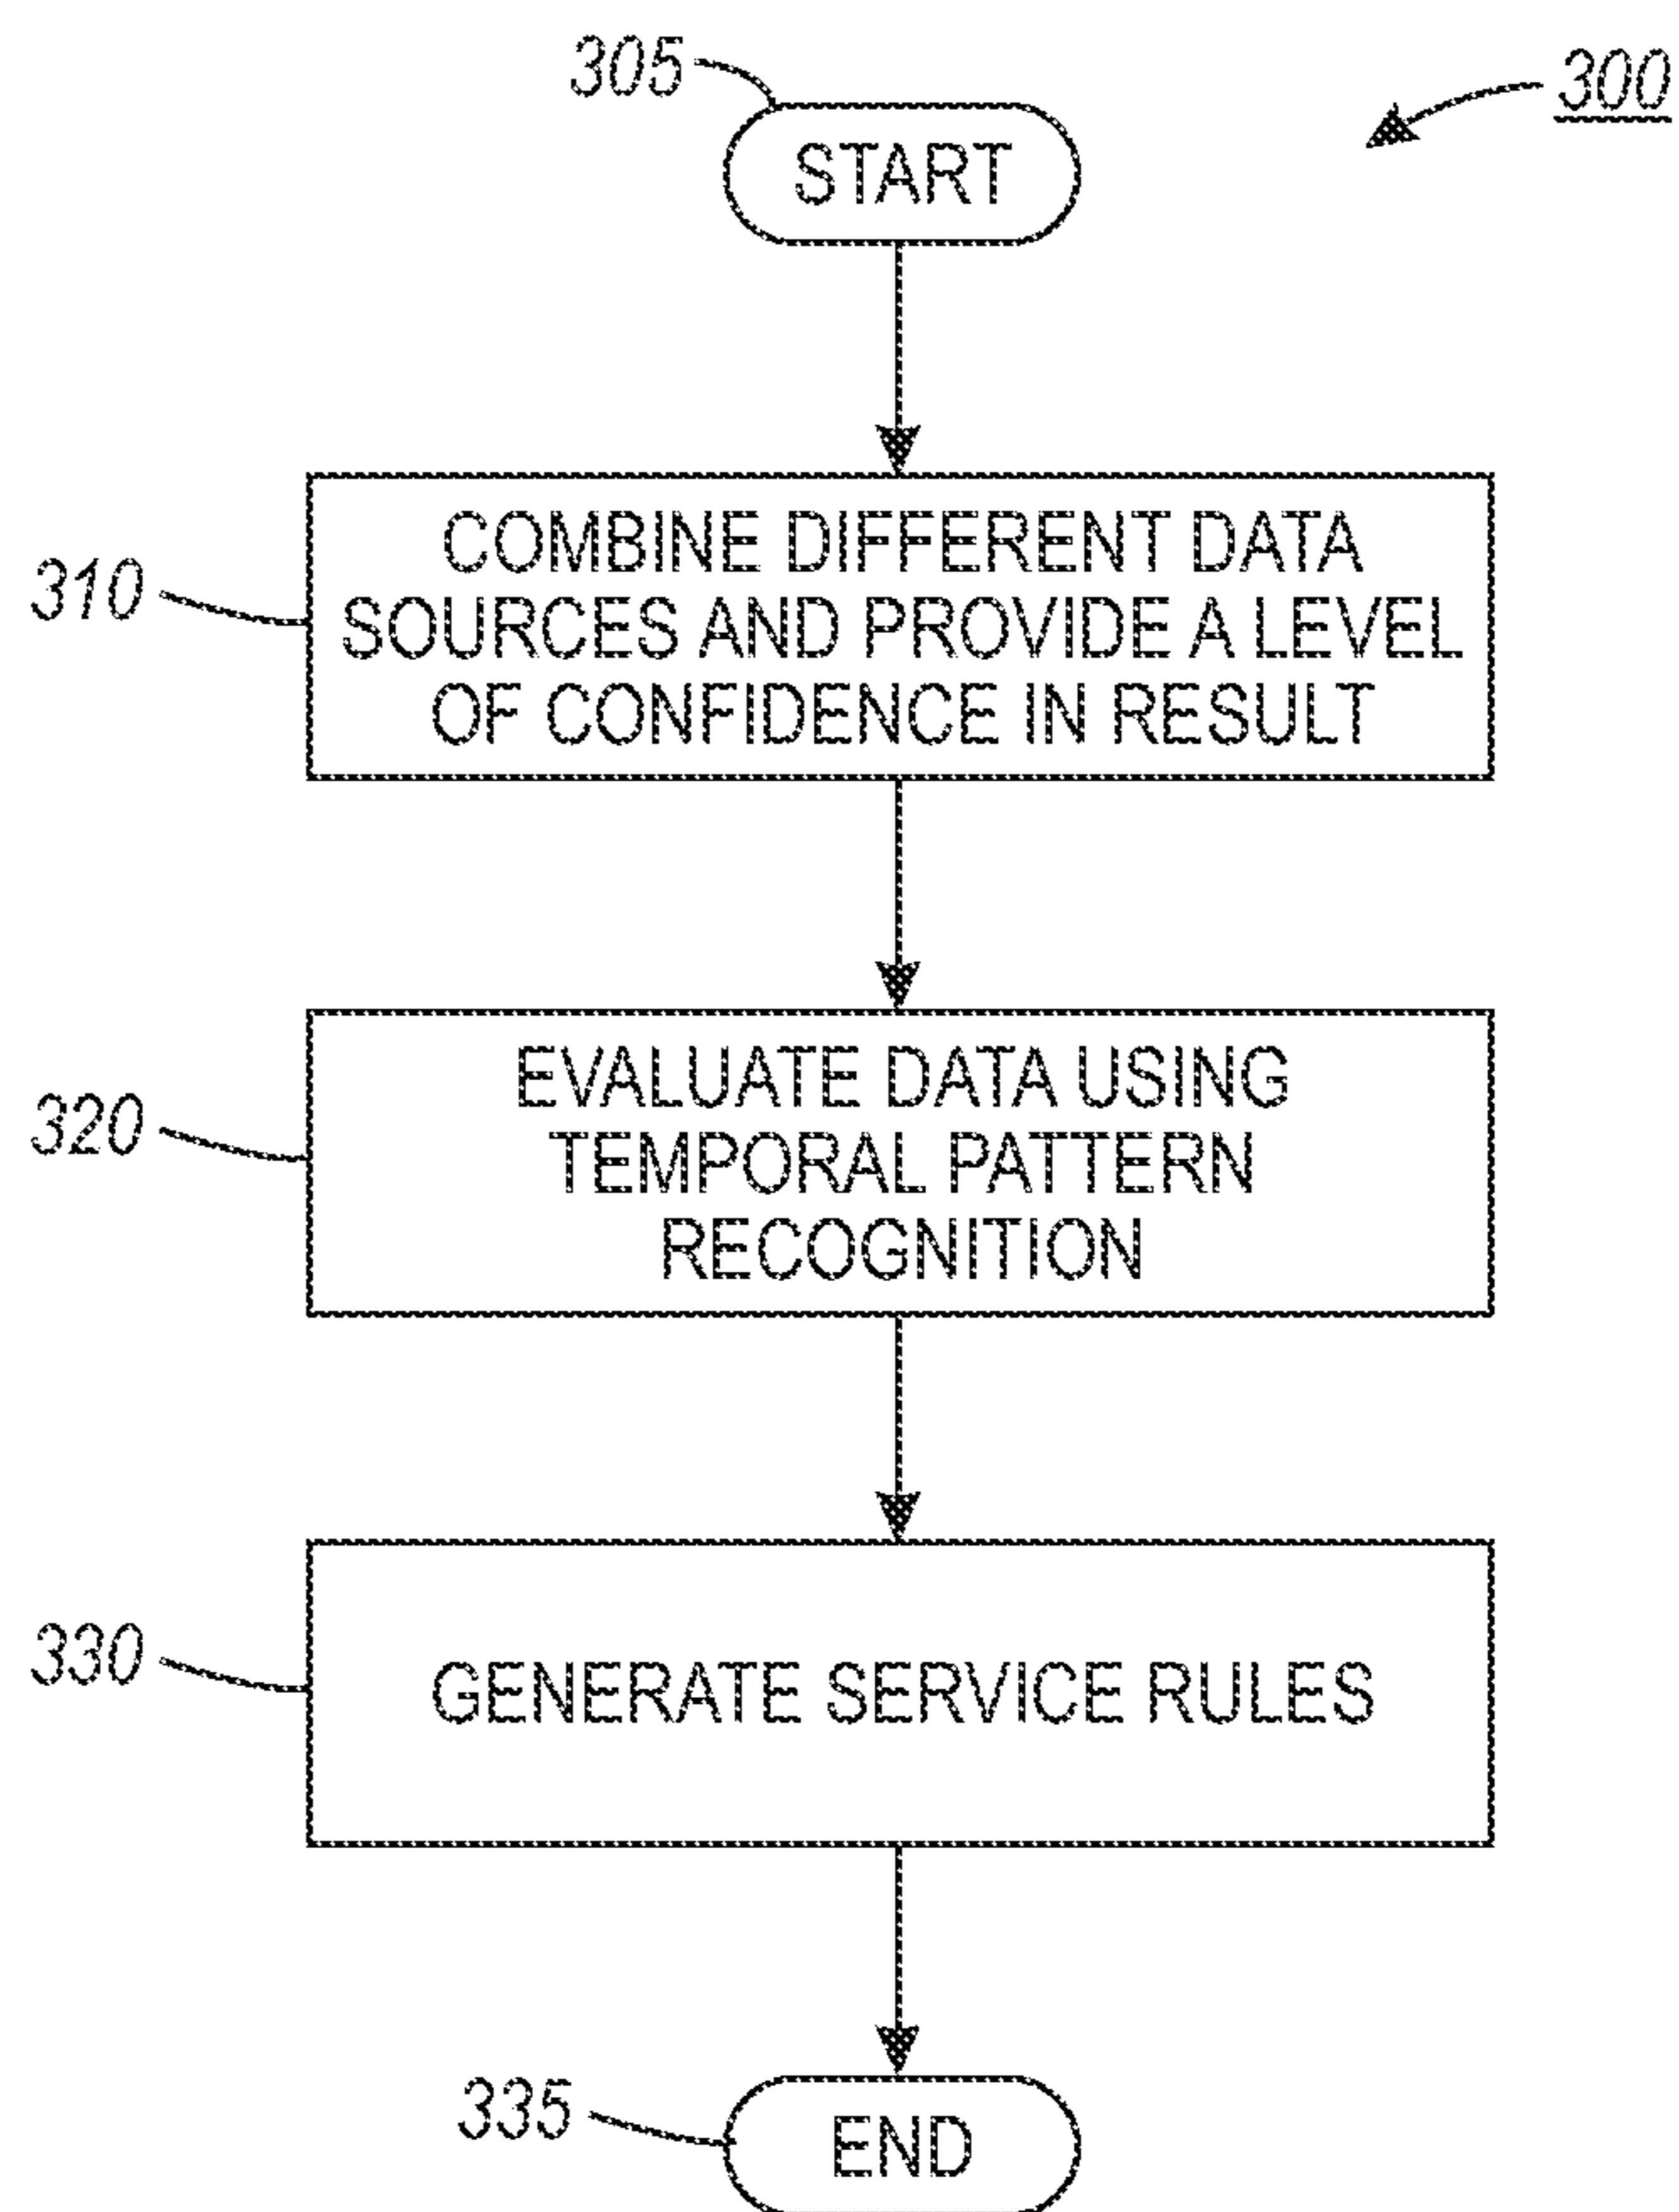 305
300
START
310
COMBINE DIFFERENT DATA
SOURCES AND PROVIDE A LEVEL
OF CONFIDENCE IN RESULT
320
EVALUATE DATA USING
TEMPORAL PATTERN
RECOGNITION
330
GENERATE SERVICE RULES
335
END